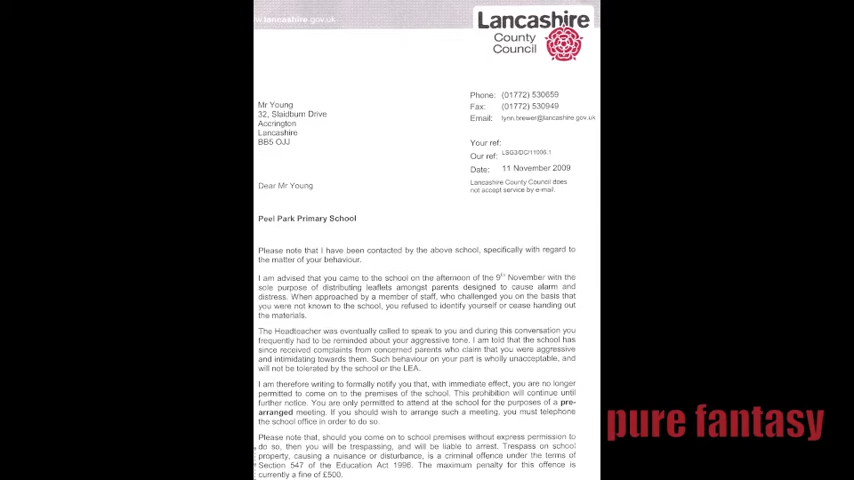 www.lancashire.gov.uk
Lancashire
County
Council
Phone: (01772) 530659
Fax: (01772) 530949
Email: lynn.brewer@lancashire.gov.uk
Mr Young
32, Slaidburn Drive
Accrington
Lancashire
BB5 OJJ
Your ref:
Our ref: LSG3/DC/11006.1
Date: 11 November 2009
Lancashire County Council does
not accept service by e-mail.
Dear Mr Young
Peel Park Primary School
Please note that I have been contacted by the above school, specifically with regard to
the matter of your behaviour.
I am advised that you came to the school on the afternoon of the 9th November with the
sole purpose of distributing leaflets amongst parents designed to cause alarm and
distress. When approached by a member of staff, who challenged you on the basis that
you were not known to the school, you refused to identify yourself or cease handing out
the materials.
The Headteacher was eventually called to speak to you and during this conversation you
frequently had to be reminded about your aggressive tone. I am told that the school has
since received complaints from concerned parents who claim that you were aggressive
and intimidating towards them. Such behaviour on your part is wholly unacceptable, and
will not be tolerated by the school or the LEA.
I am therefore writing to formally notify you that, with immediate effect, you are no longer
permitted to come on to the premises of the school. This prohibition will continue until
further notice. You are only permitted to attend at the school for the purposes of a pre-
arranged meeting. If you should wish to arrange such a meeting, you must telephone
the school office in order to do so.
Please note that, should you come on to school premises without express permission to
do so, then you will be trespassing, and will be liable to arrest. Trespass on school
property, causing a nuisance or disturbance, is a criminal offence under the terms of
Section 547 of the Education Act 1996. The maximum penalty for this offence is
currently a fine of £500.
pure fantasy